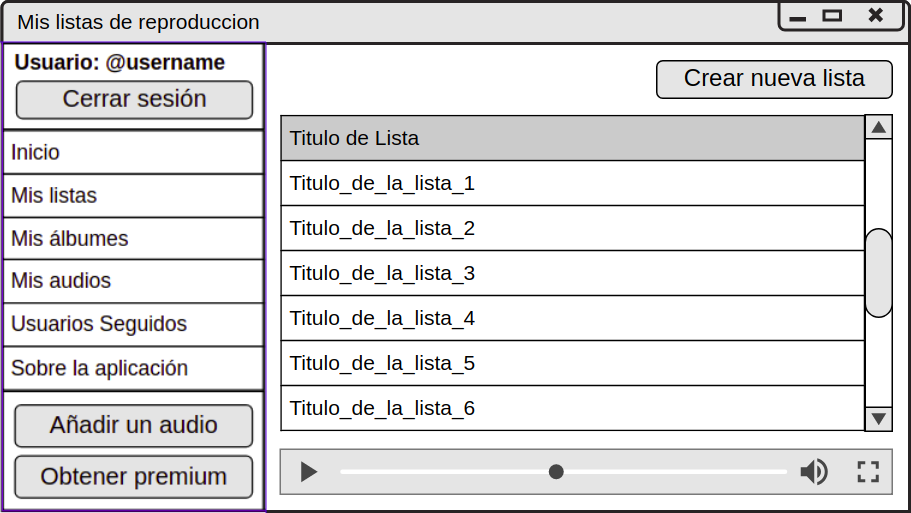 Mis listas de reproduccion
Usuario: @username
Cerrar sesión
Inicio
Mis listas
Mis álbumes
Mis audios
Usuarios Seguidos
Sobre la aplicación
Añadir un audio
Obtener premium
Crear nueva lista
Titulo de Lista
Titulo_de_la_lista_1
Titulo_de_la_lista_2
Titulo_de_la_lista_3
Titulo_de_la_lista_4
Titulo_de_la_lista_5
Titulo_de_la_lista_6